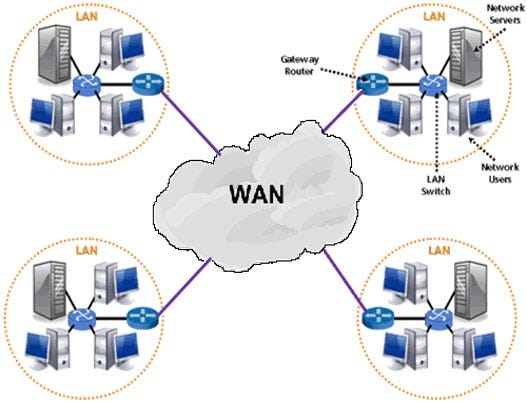 LAN
LAN
Network
Servers
Gateway
Router
LAN
Switch
Network
Users
WAN
LAN
LAN